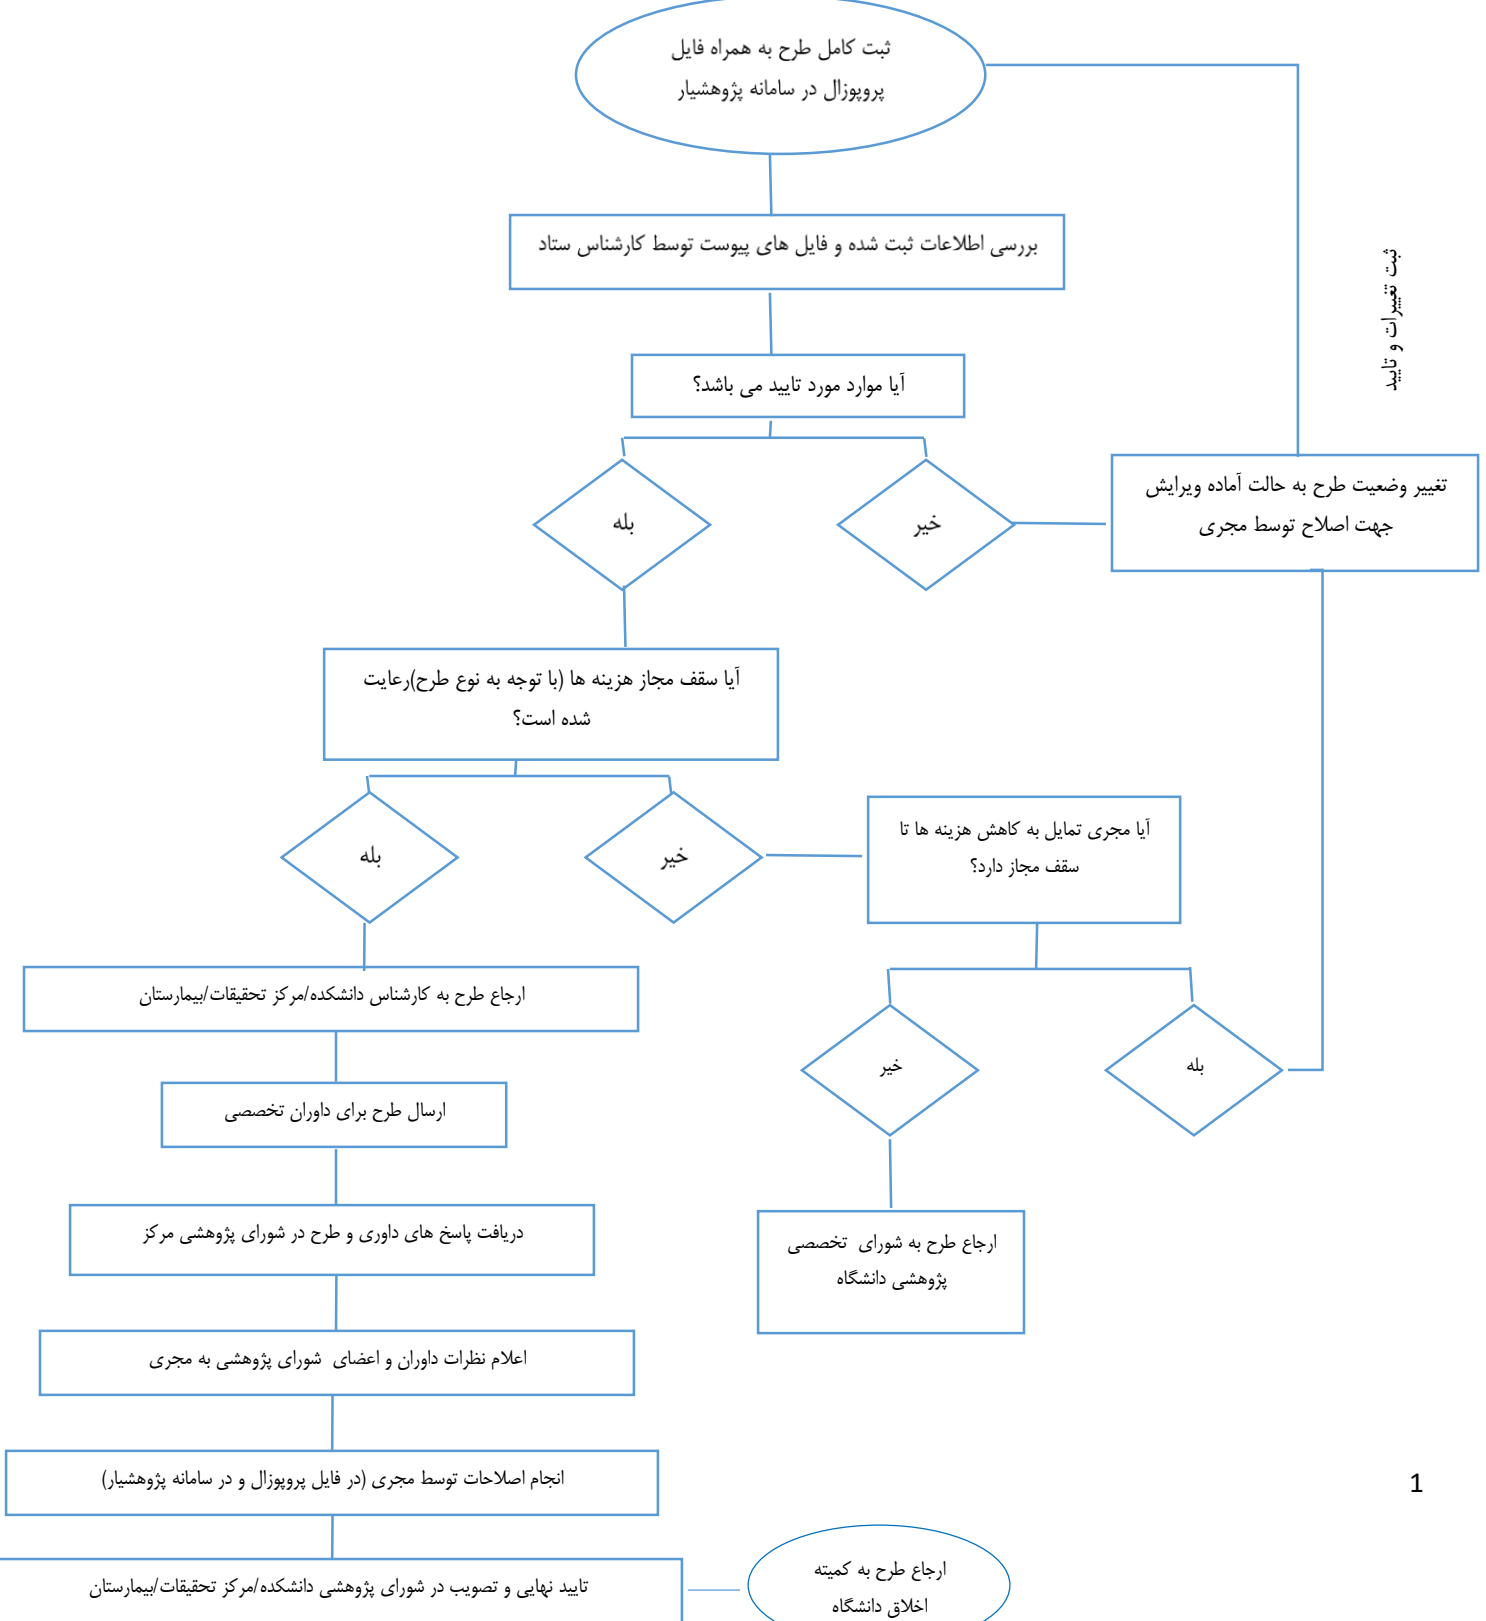 ثبت کامل طرح به همراه فایل
پروپوزال در سامانه پژوهشیار
بررسی اطلاعات ثبت شده و فایل های پیوست توسط کارشناس ستاد
ثبت تغییرات و تایید
آیا موارد مورد تایید می باشد؟
تغییر وضعیت طرح به حالت آماده ویرایش
جهت اصلاح توسط مجری
خیر
بله
آیا سقف مجاز هزینه ها (با توجه به نوع طرح)رعایت
شده است؟
آیا مجری تمایل به کاهش هزینه ها تا
سقف مجاز دارد؟
خیر
بله
ارجاع طرح به کارشناس دانشکده/مرکز تحقیقات/بیمارستان
بله
خیر
ارسال طرح برای داوران تخصصی
دریافت پاسخ های داوری و طرح در شورای پژوهشی مرکز
ارجاع طرح به شورای  تخصصی
پژوهشی دانشگاه
اعلام نظرات داوران و اعضای  شورای پژوهشی به مجری
انجام اصلاحات توسط مجری (در فایل پروپوزال و در سامانه پژوهشیار)
1
ارجاع طرح به کمیته
اخلاق دانشگاه
تایید نهایی و تصویب در شورای پژوهشی دانشکده/مرکز تحقیقات/بیمارستان